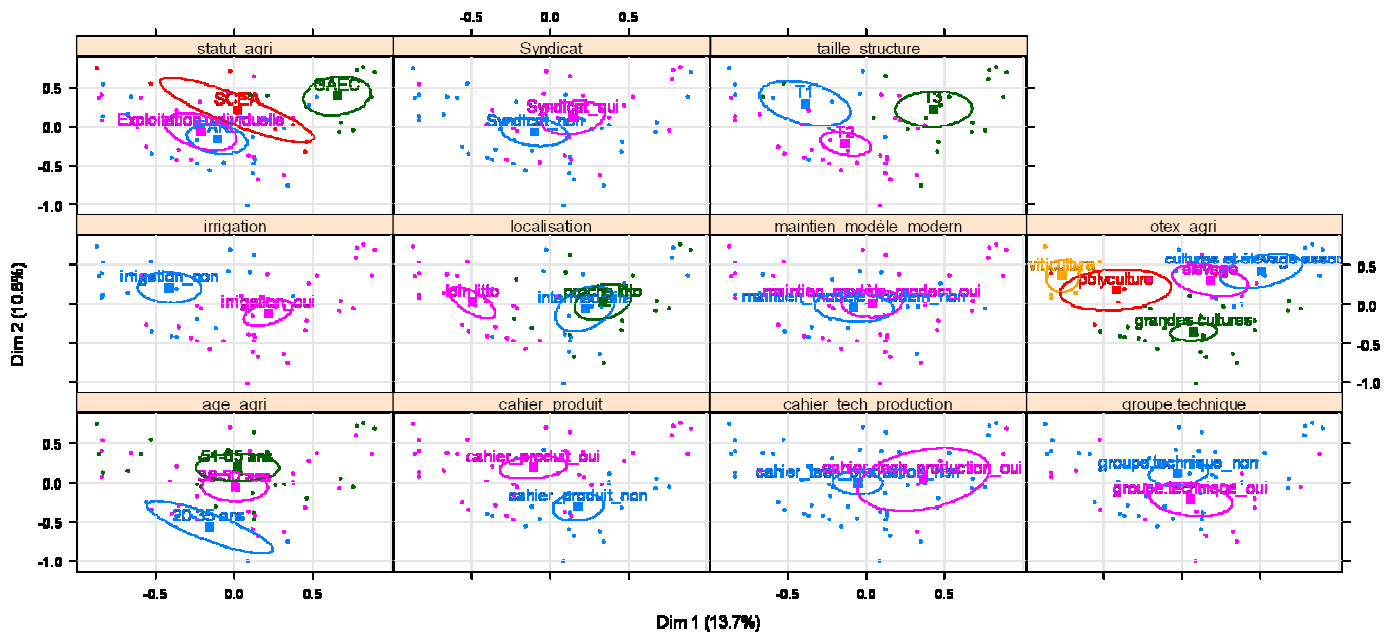 -0.5 0.0 0.5
statut_agri Syndicat taille_structure
0.5
0.0
-0.5
-1.0
SCEA
GAEC
Exploitation individuelle
Syndicat_oui
Syndicat_non
T1
T2
T3
irrigation localisation maintien_modèle_modern otex_agri
irrigation_non
irrigation_oui
maintien_modèle_modern_non
viticulture
polyculture
elevage
grandes cultures
0.5
0.0
-0.5
-1.0
age_agri cahier_produit cahier_tech_production groupe.technique
0.5
0.0
-0.5
-1.0
51-65 ans
20-35 ans
cahier_produit_oui
cahier_produit_non
cahier_tech_production_oui
groupe.technique_non
groupe.technique_oui
-0.5 0.0 0.5
-0.5 0.0 0.5
Dim 1 (13.7%)
Dim 2 (10.8%)